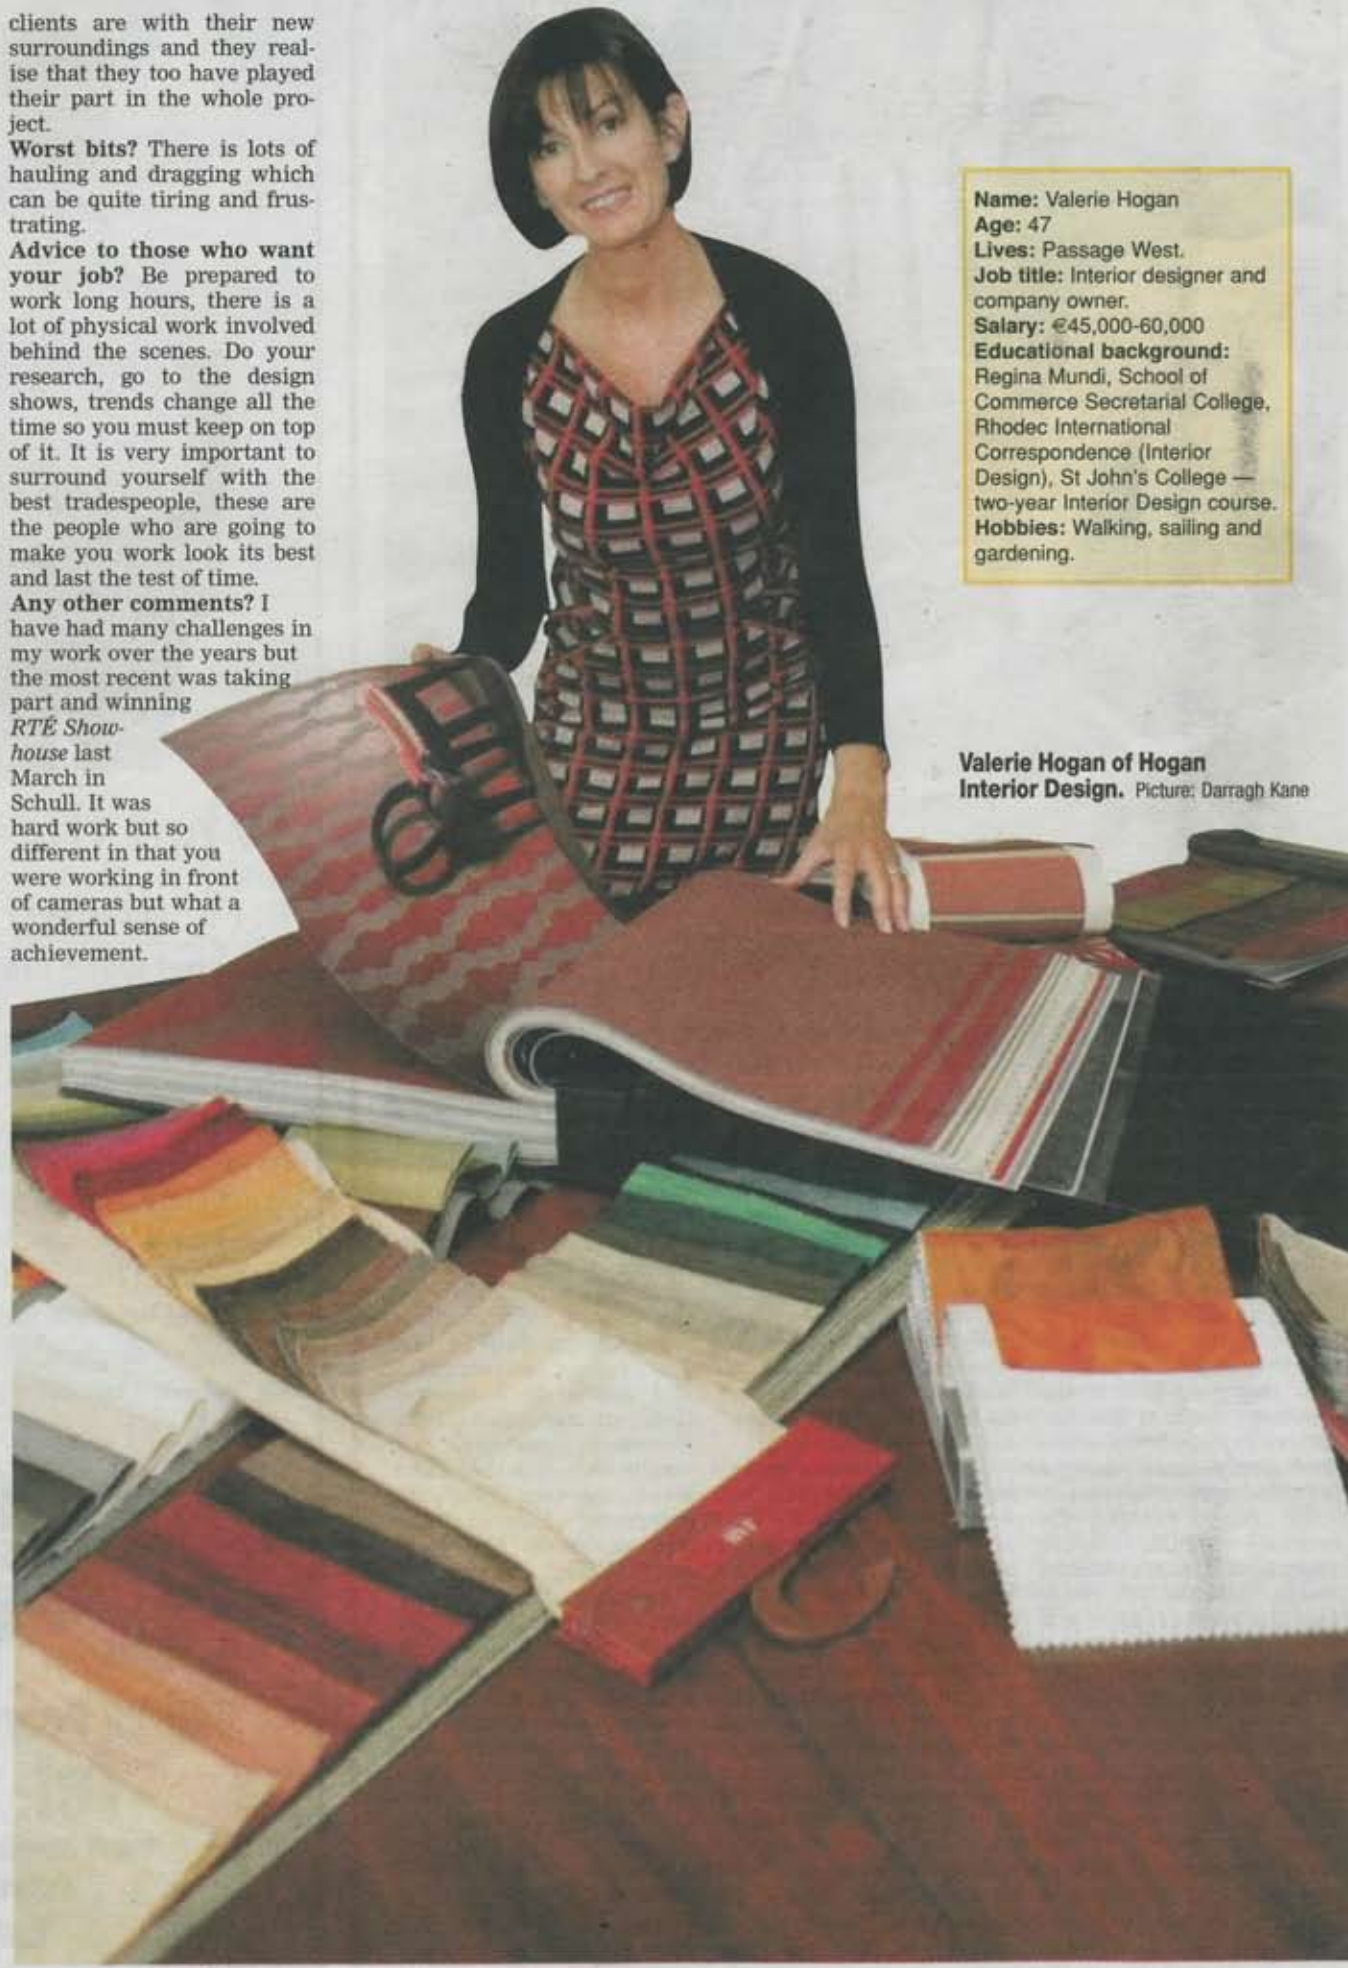 clients are with their new
surroundings and they real-
ise that they too have played
their part in the whole pro-
ject.
Worst bits? There is lots of
hauling and dragging which
can be quite tiring and frus-
trating.
Advice to those who want
your job? Be prepared to
work long hours, there is a
lot of physical work involved
behind the scenes. Do your
research, go to the design
shows, trends change all the
time so you must keep on top
of it. It is very important to
surround yourself with the
best tradespeople, these are
the people who are going to
make you work look its best
and last the test of time.
Any other comments? I
have had many challenges in
my work over the years but
the most recent was taking
part and winning
RTÉ Show-
house last
March in
Schull. It was
hard work but so
different in that you
were working in front
of cameras but what a
wonderful sense of
achievement.
Name: Valerie Hogan
Age: 47
Lives: Passage West.
Job title: Interior designer and
company owner.
Salary: €45,000-60,000
Educational background:
Regina Mundi, School of
Commerce Secretarial College,
Rhodec International
Correspondence (Interior
Design), St John's College —
two-year Interior Design course.
Hobbies: Walking, sailing and
gardening.
Valerie Hogan of Hogan
Interior Design. Picture: Darragh Kane